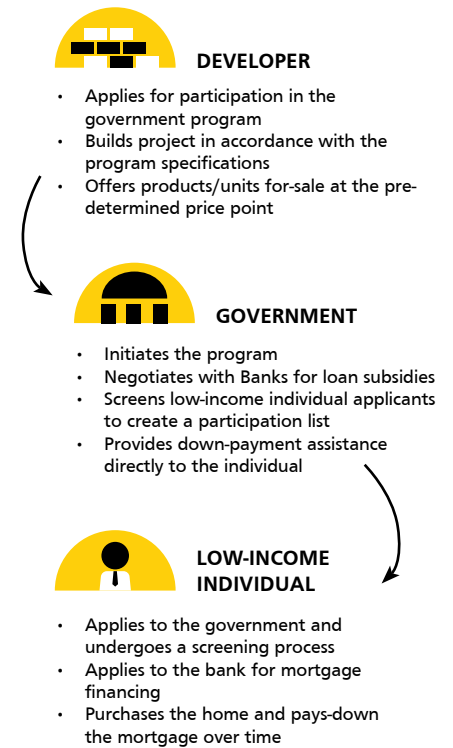 DEVELOPER
• Applies for participation in the
government program
• Builds project in accordance with the
program specifications
• Offers products/units for-sale at the pre-
determined price point
GOVERNMENT
• Initiates the program
• Negotiates with Banks for loan subsidies
• Screens low-income individual applicants
to create a participation list
• Provides down-payment assistance
directly to the individual
LOW-INCOME
INDIVIDUAL
• Applies to the government and
undergoes a screening process
• Applies to the bank for mortgage
financing
• Purchases the home and pays-down
the mortgage over time